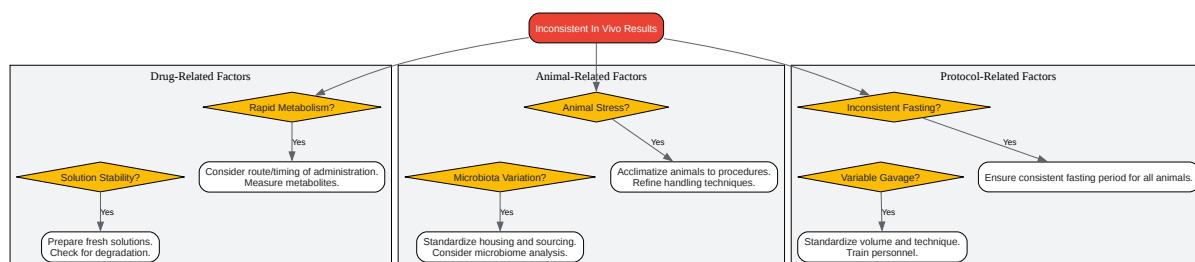 Inconsistent In Vivo Results
Drug-Related Factors
Rapid Metabolism?
Yes
Consider route/timing of administration.
Measure metabolites.
Solution Stability?
Yes
Prepare fresh solutions.
Check for degradation.
Animal-Related Factors
Animal Stress?
Yes
Acclimatize animals to procedures.
Refine handling techniques.
Microbiota Variation?
Yes
Standardize housing and sourcing.
Consider microbiome analysis.
Protocol-Related Factors
Inconsistent Fasting?
Yes
Ensure consistent fasting period for all animals.
Variable Gavage?
Yes
Standardize volume and technique.
Train personnel.